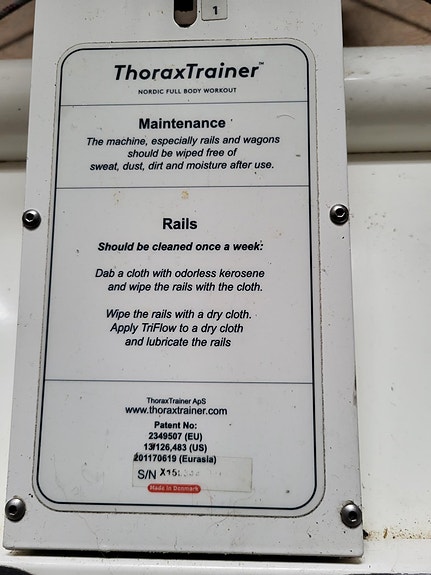 1
ThoraxTrainer™
NORDIC FULL BODY WORKOUT
Maintenance
The machine, especially rails and wagons
should be wiped free of
sweat, dust, dirt and moisture after use.
Rails
Should be cleaned once a week:
Dab a cloth with odorless kerosene
and wipe the rails with the cloth.
Wipe the rails with a dry cloth.
Apply TriFlow to a dry cloth
and lubricate the rails
ThoraxTrainer ApS
www.thoraxtrainer.com
Patent No:
2349507 (EU)
13/126,483 (US)
201170619 (Eurasia)
S/N
Made in Denmark